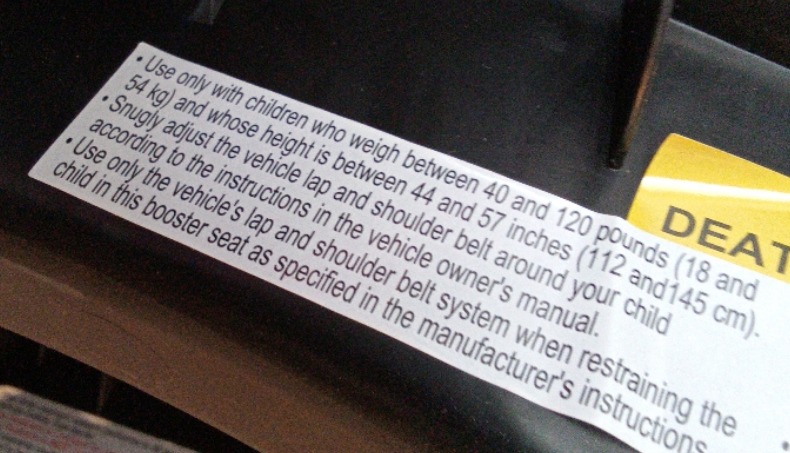 • Use only with children who weigh between 40 and 120 pounds (18 and
54 kg) and whose height is between 44 and 57 inches (112 and145 cm).
• Snugly adjust the vehicle lap and shoulder belt around your child
according to the instructions in the vehicle owner's manual.
• Use only the vehicle's lap and shoulder belt system when restraining the
child in this booster seat as specified in the manufacturer's instructions
DEAT